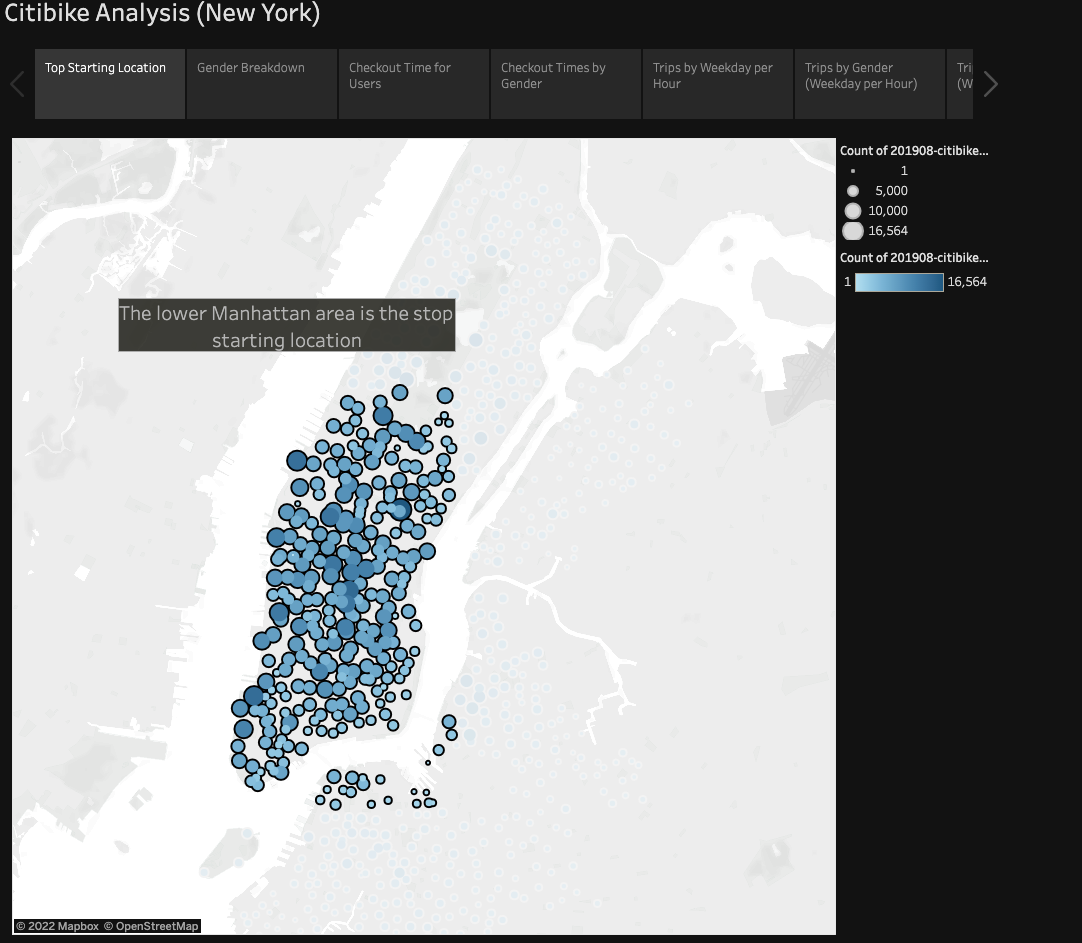 Citibike Analysis (New York)
Top Starting Location
Gender Breakdown
Checkout Time for
Users
Checkout Times by
Gender
Trips by Weekday per
Hour
Trips by Gender
(Weekday per Hour)
Tri
(W
Count of 201908-citibike...
1
5,000
10,000
16,564
Count of 201908-citibike...
1 16,564
The lower Manhattan area is the stop
starting location
© 2022 Mapbox © OpenStreetMap